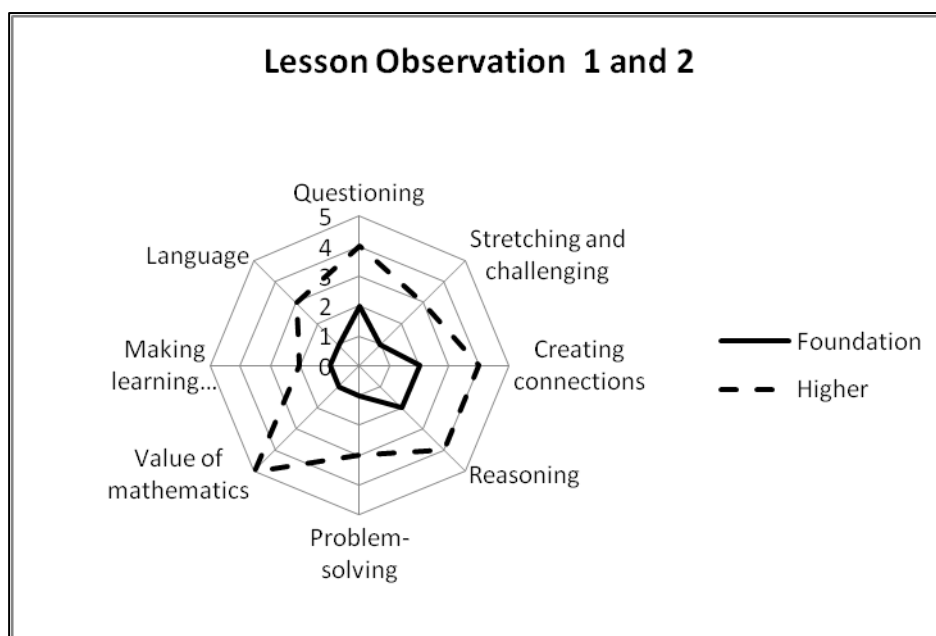 Lesson Observation 1 and 2
Questioning
Stretching and
challenging
Creating
connections
Reasoning
Problem-
solving
Value of
mathematics
Making
learning...
Language
5
4
3
2
1
0
Foundation
Higher